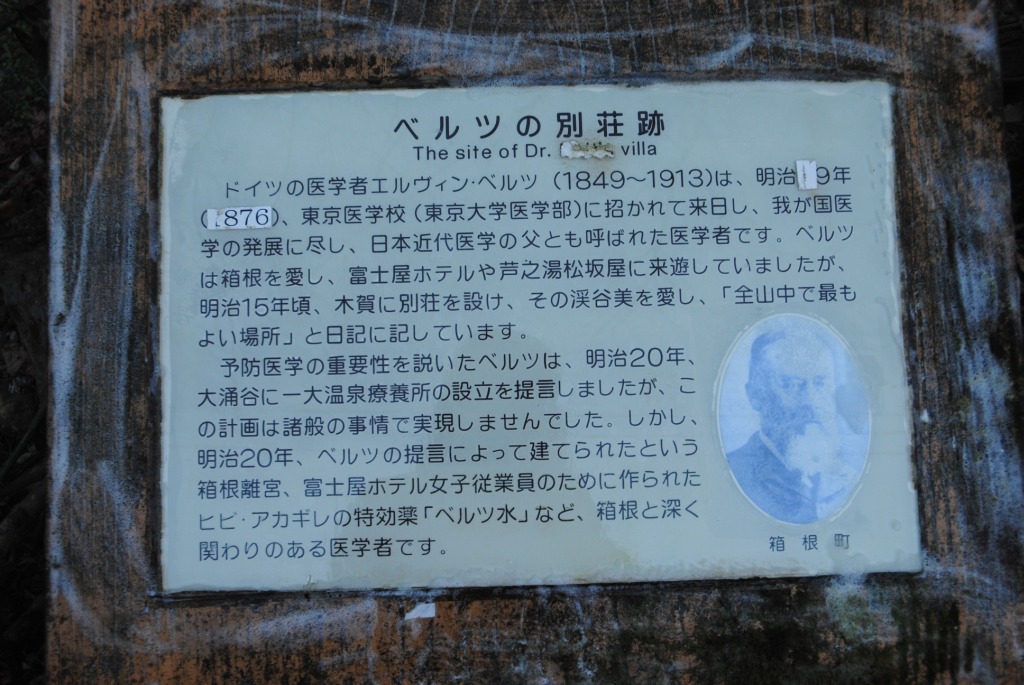 ベルツの別荘跡
The site of Dr. villa
ドイツの医学者エルヴィン・ベルツ (1849〜1913)は、明治9年
(1876)、東京医学校(東京大学医学部)に招かれて来日し、我が国医
学の発展に尽し、日本近代医学の父とも呼ばれた医学者です。ベルツ
は箱根を愛し、富士屋ホテルや芦之湯松坂屋に来遊していましたが、
明治15年頃、木賀に別荘を設け、その渓谷美を愛し、「全山中で最も
よい場所」と日記に記しています。
予防医学の重要性を説いたベルツは、明治20年、
大涌谷に一大温泉療養所の設立を提言しましたが、こ
の計画は諸般の事情で実現しませんでした。しかし、
明治20年、ベルツの提言によって建てられたという
箱根離宮、富士屋ホテル女子従業員のために作られた
ヒビ・アカギレの特効薬「ベルツ水」など、箱根と深く
関わりのある医学者です。
箱根町